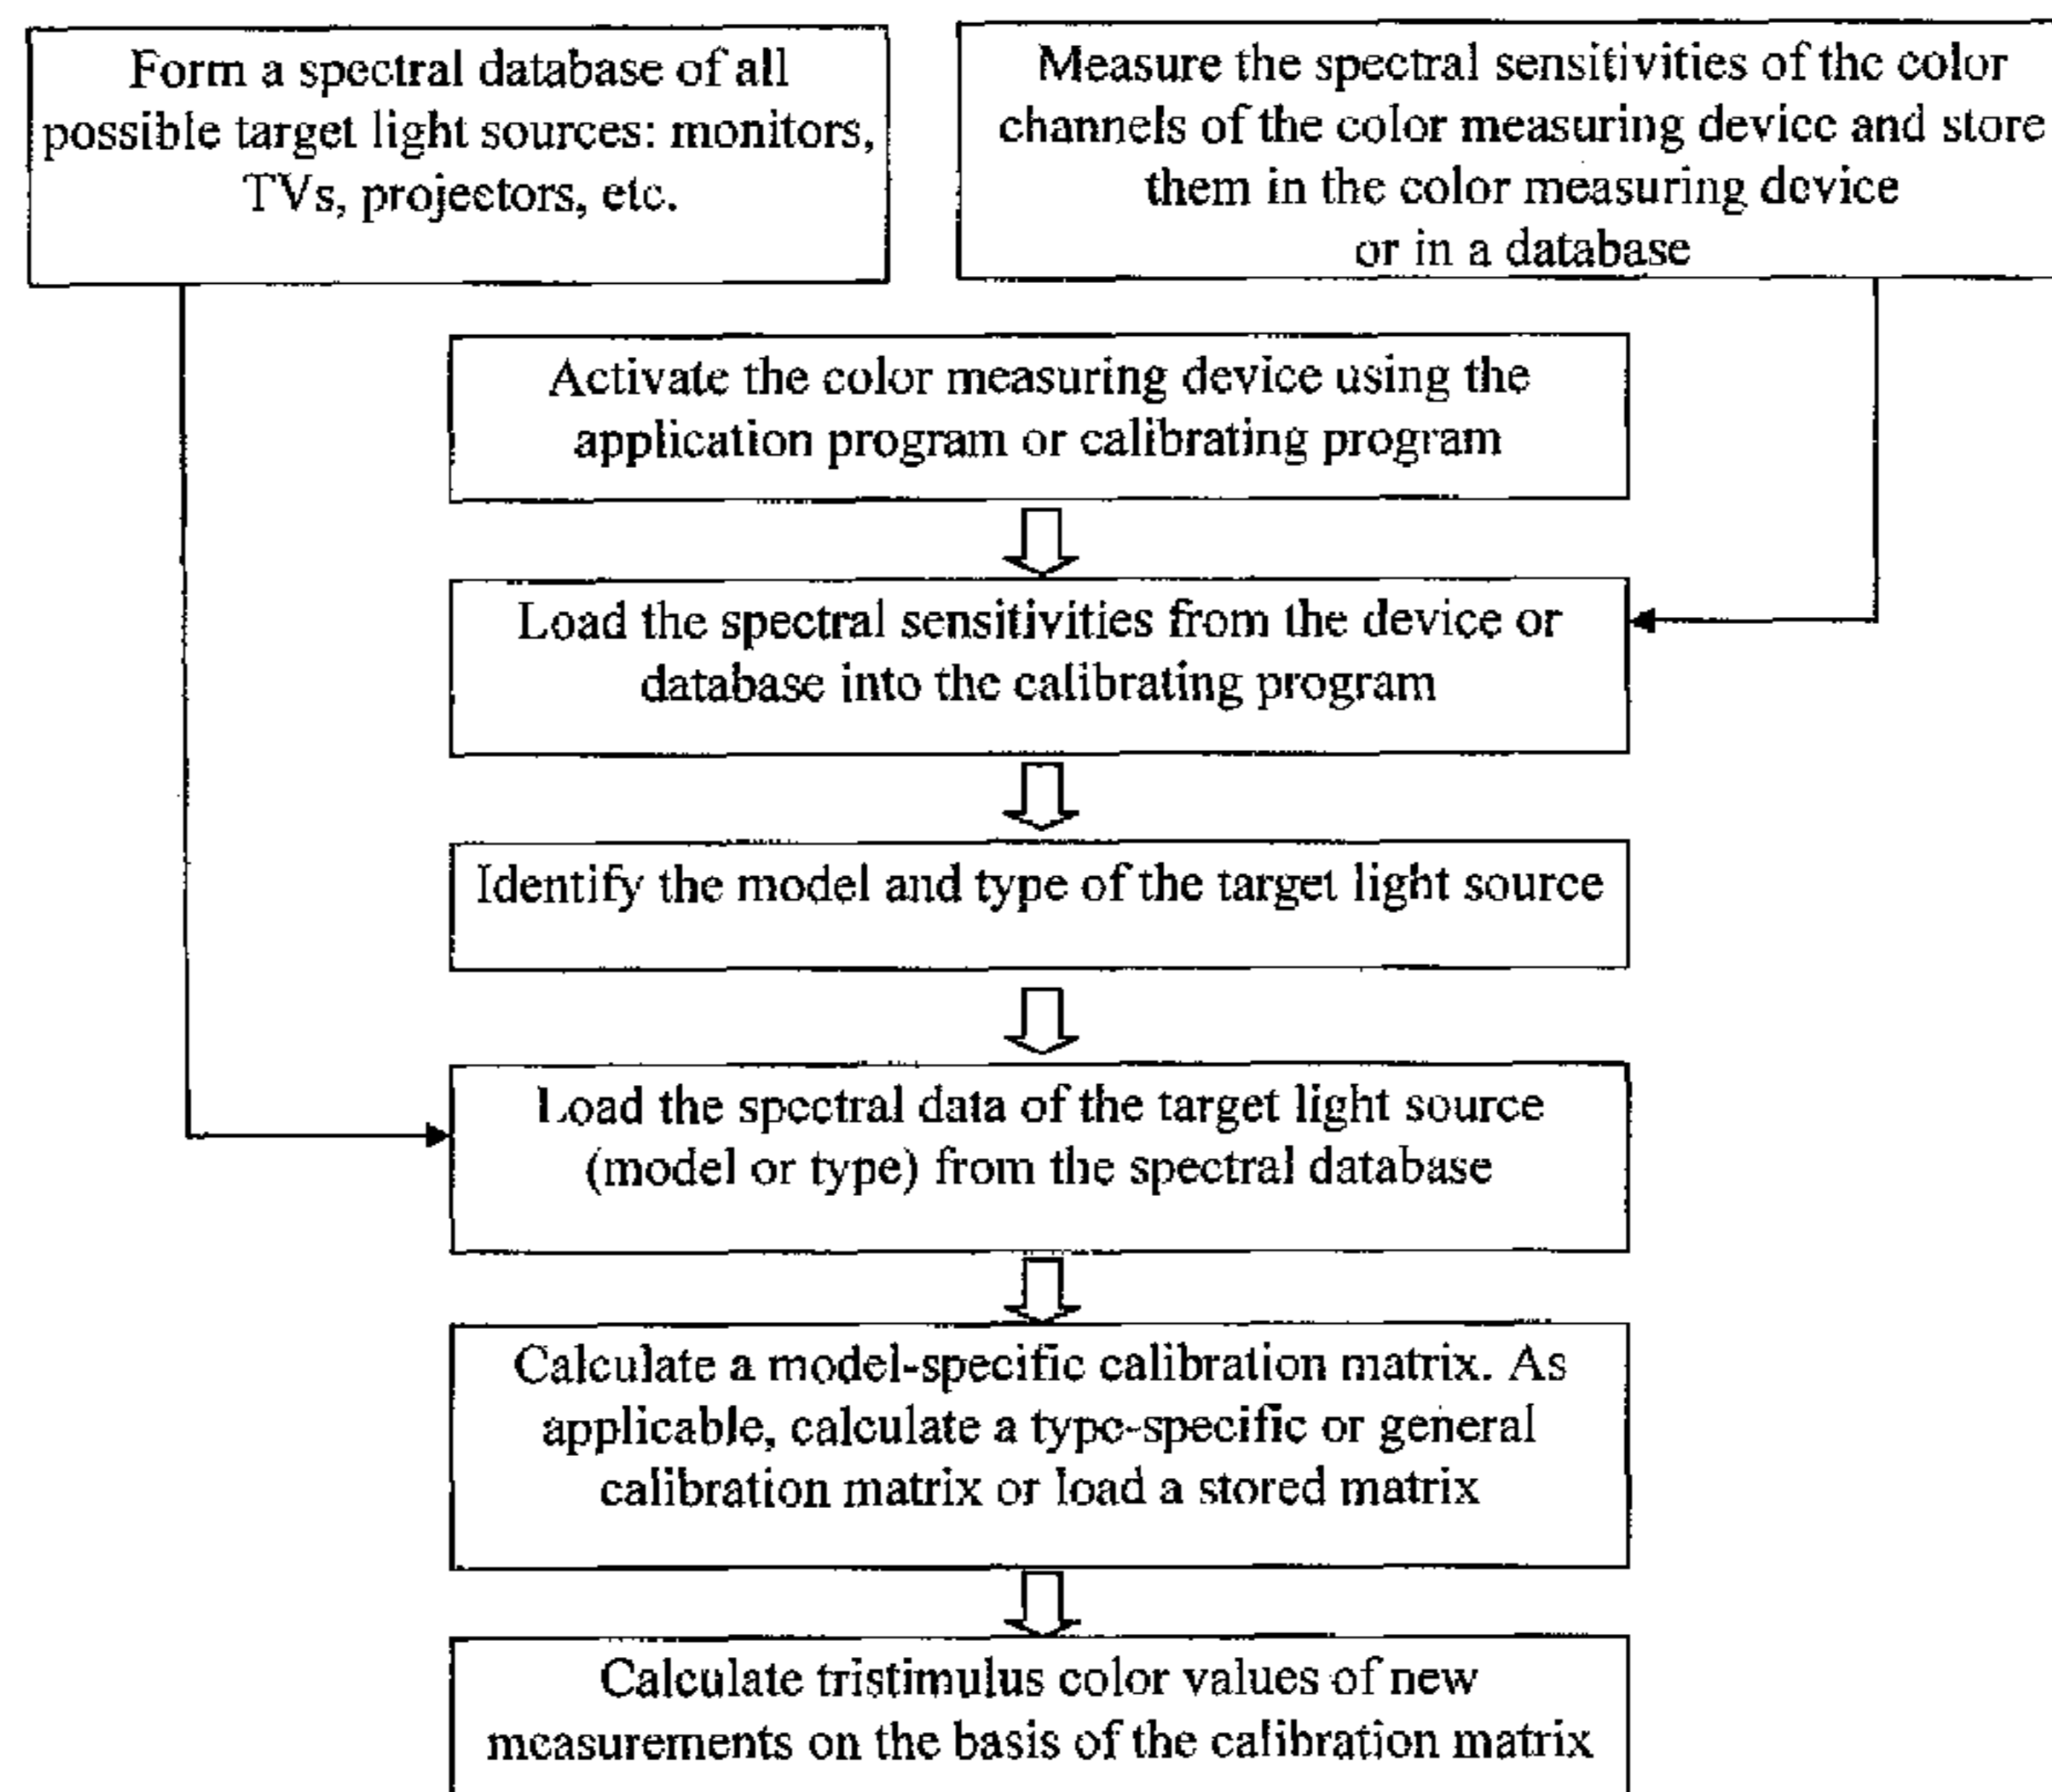 Form a spectral database of all
possible target light sources: monitors,
TVs, projectors, etc.
Measure the spectral sensitivities of the color
channels of the color measuring device and store
them in the color measuring device
or in a database
Activate the color measuring device using the
application program or calibrating program
Load the spectral sensitivities from the device or
database into the calibrating program
Identify the model and type of the target light source
Load the spectral data of the target light source
(model or type) from the spectral database
Calculate a model-specific calibration matrix. As
applicable, calculate a type-specific or general
calibration matrix or load a stored matrix
Calculate tristimulus color values of new
measurements on the basis of the calibration matrix